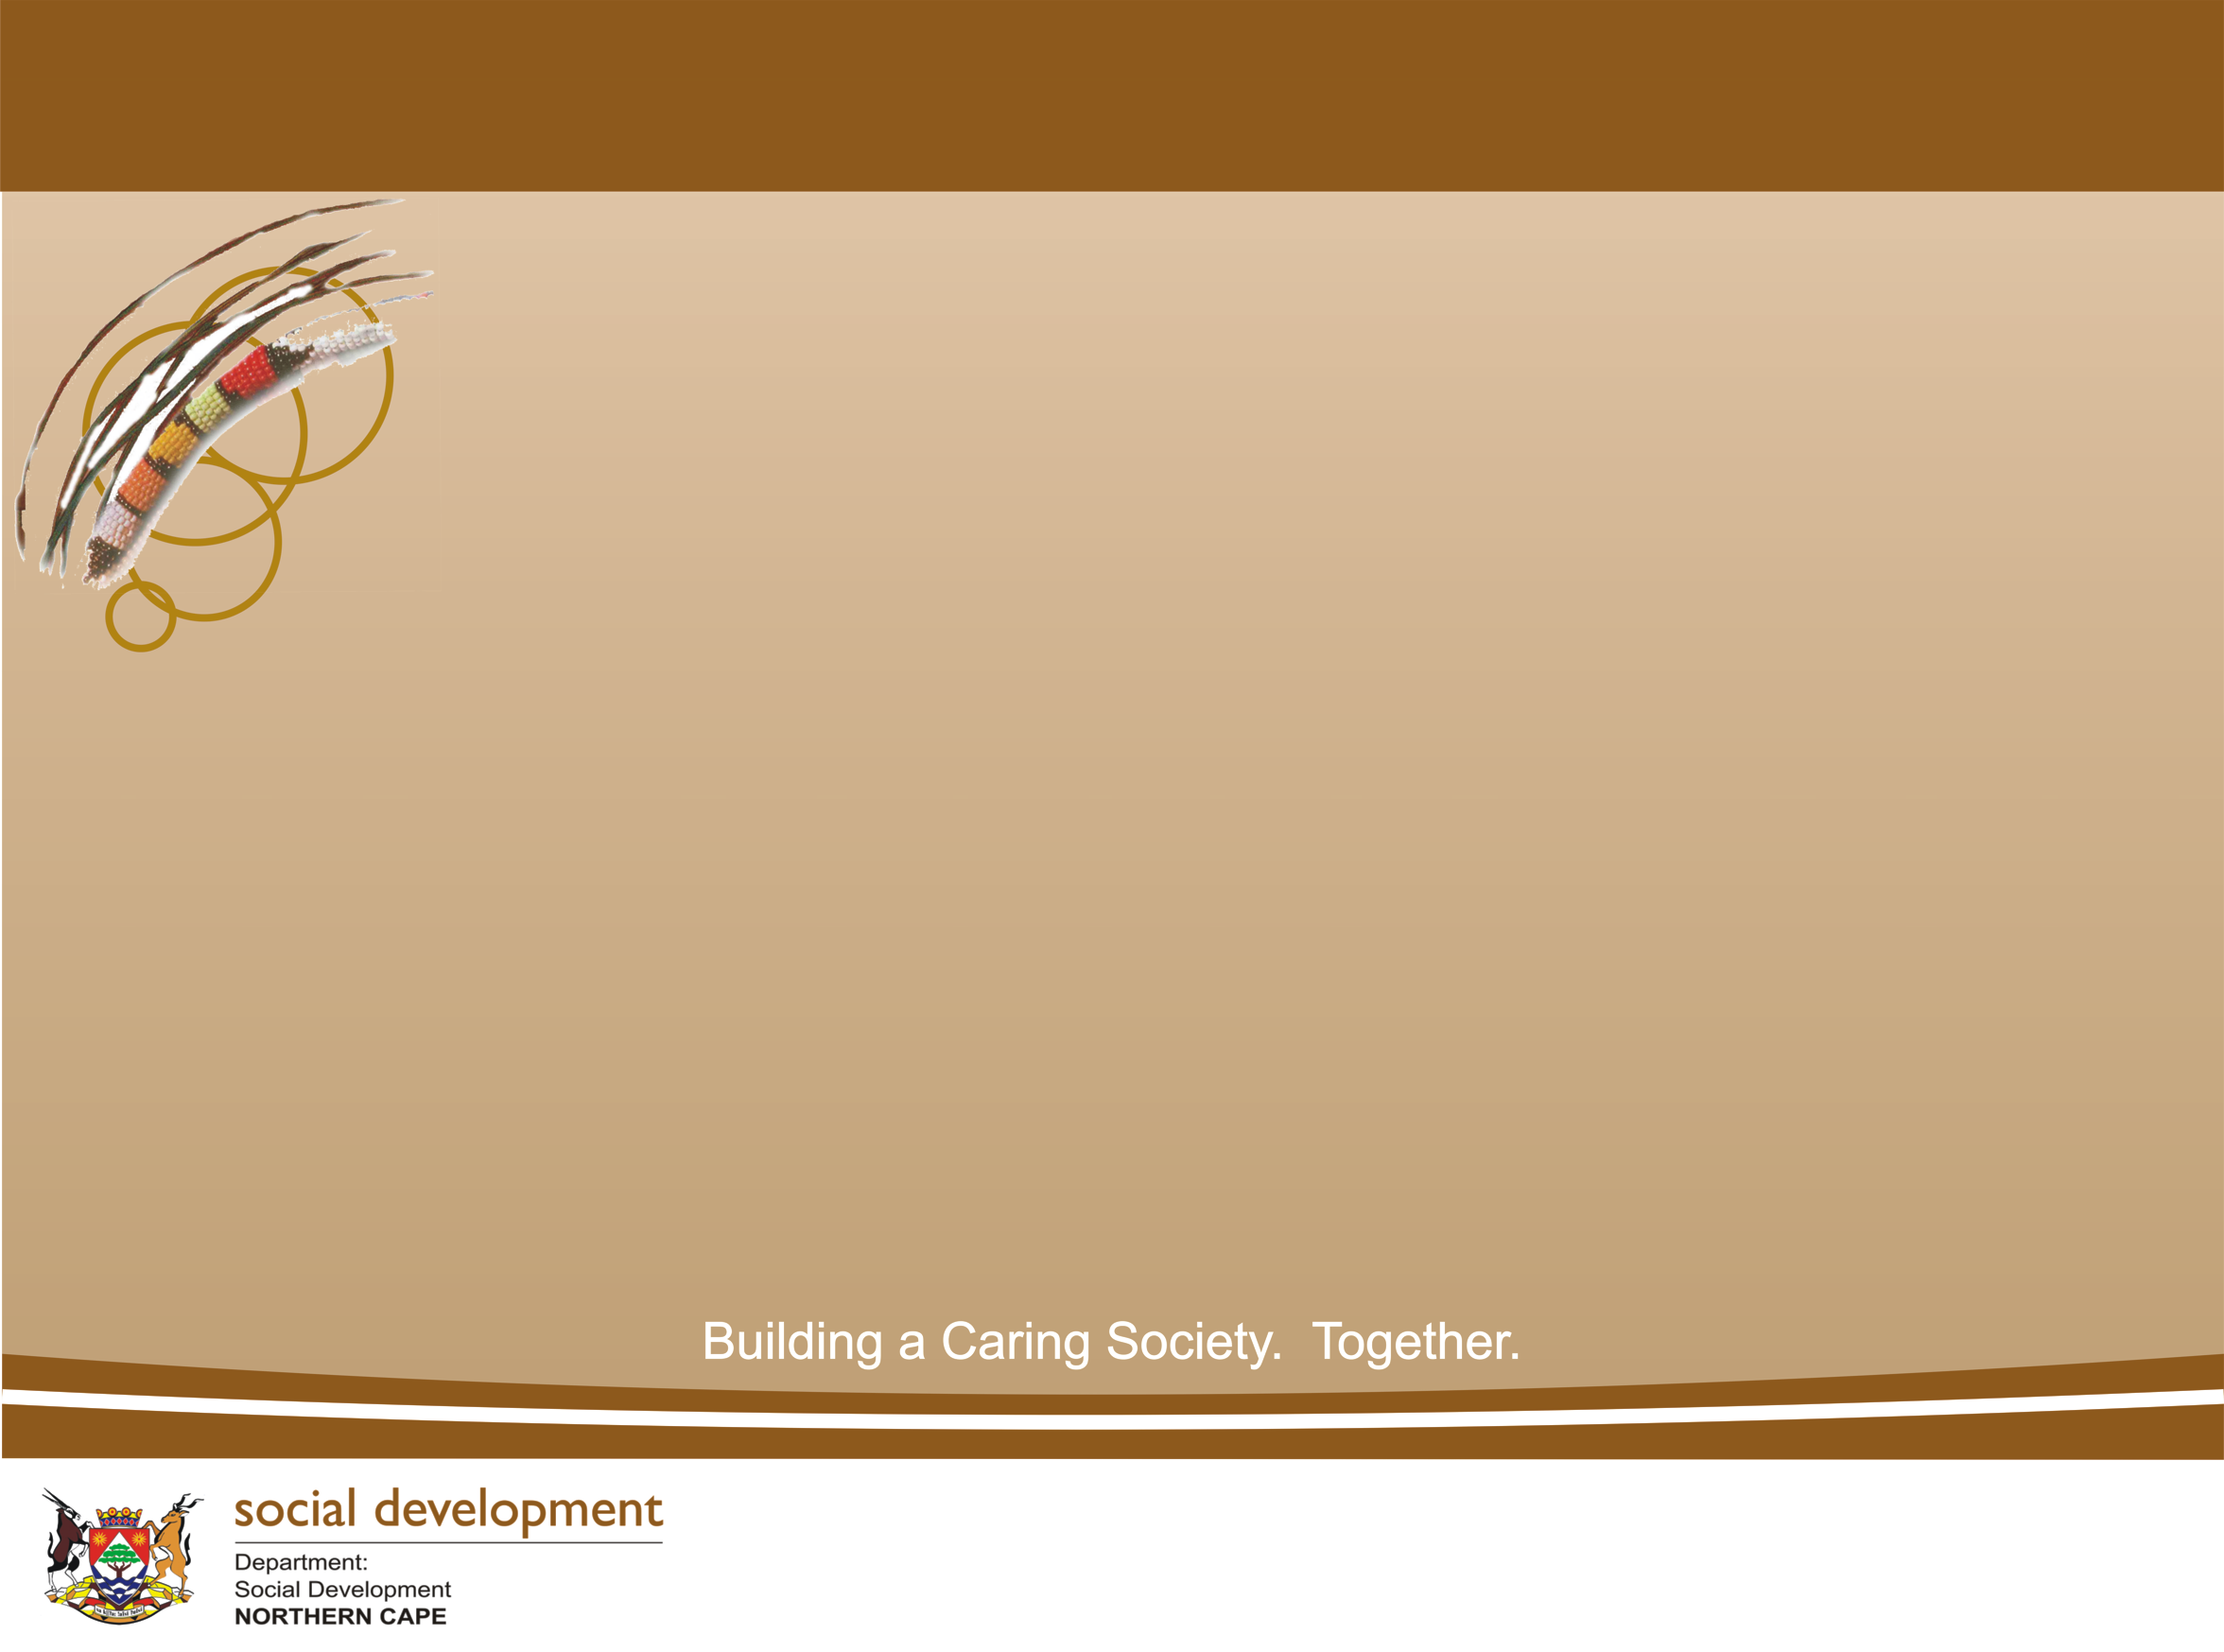 Building a Caring Society.  Together.
social development
Department:
Social Development
NORTHERN CAPE